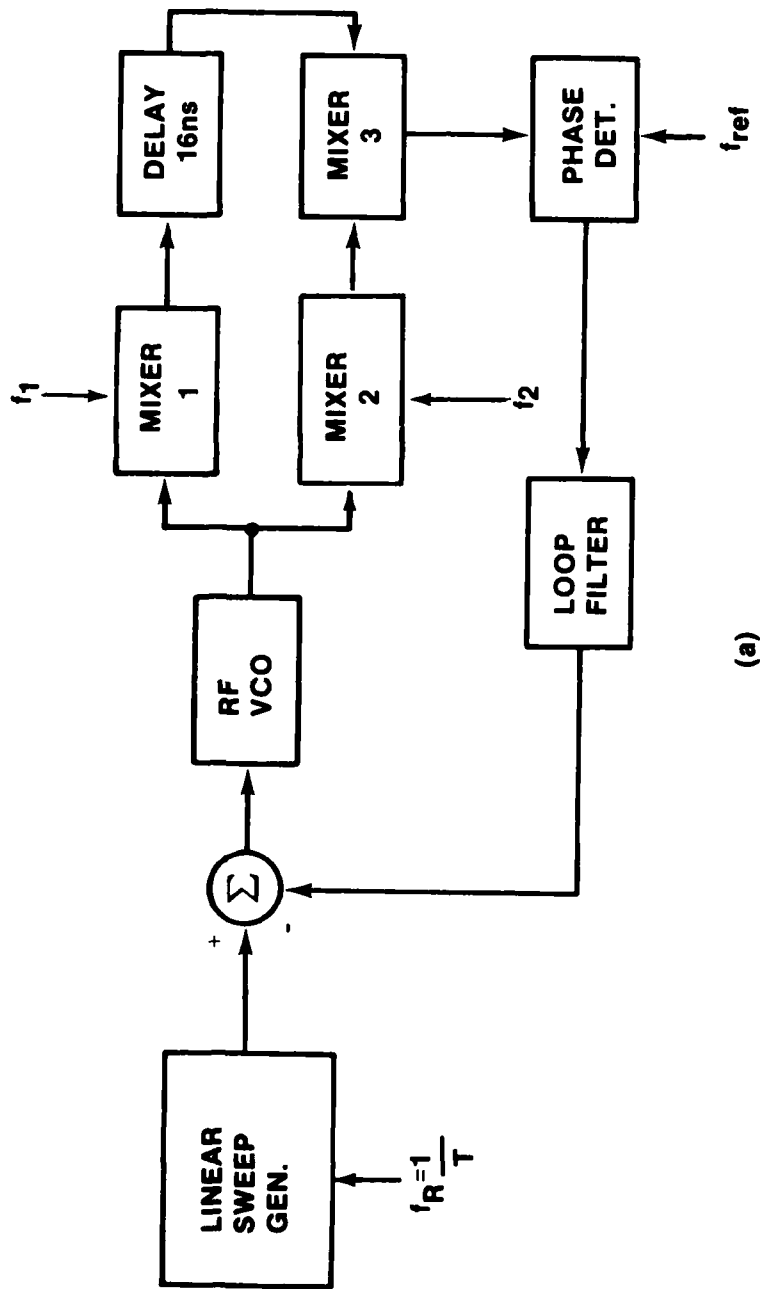 LINEAR
SWEEP
GEN.
f_R = 1/T
+
Σ
-
RF
VCO
f1
MIXER
1
DELAY
16ns
MIXER
2
f2
MIXER
3
PHASE
DET.
fref
LOOP
FILTER
(a)